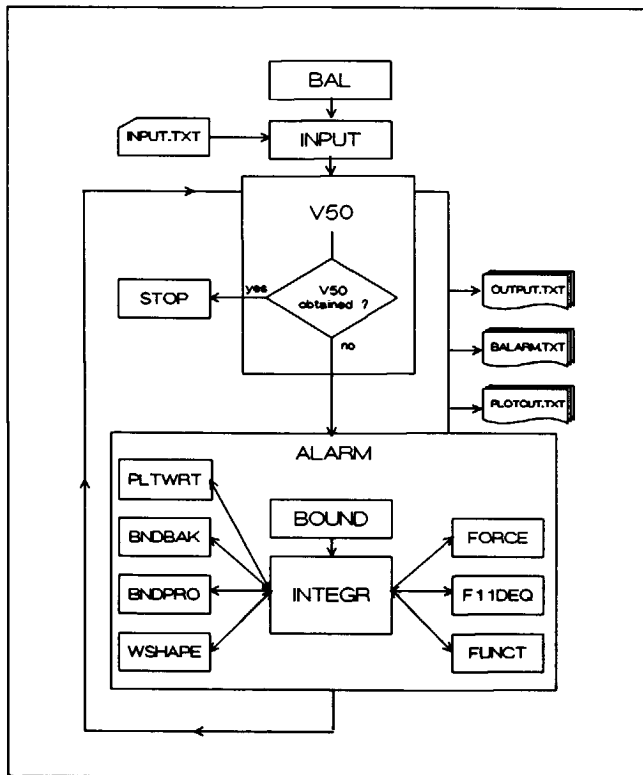 BAL
INPUT.TXT
INPUT
V50
V50
obtained ?
yes
STOP
no
OUTPUT.TXT
BALARM.TXT
PLOTOUT.TXT
ALARM
PLTWRT
BNDBAK
BNDPRO
WSHAPE
BOUND
INTEGR
FORCE
F11DEQ
FUNCT